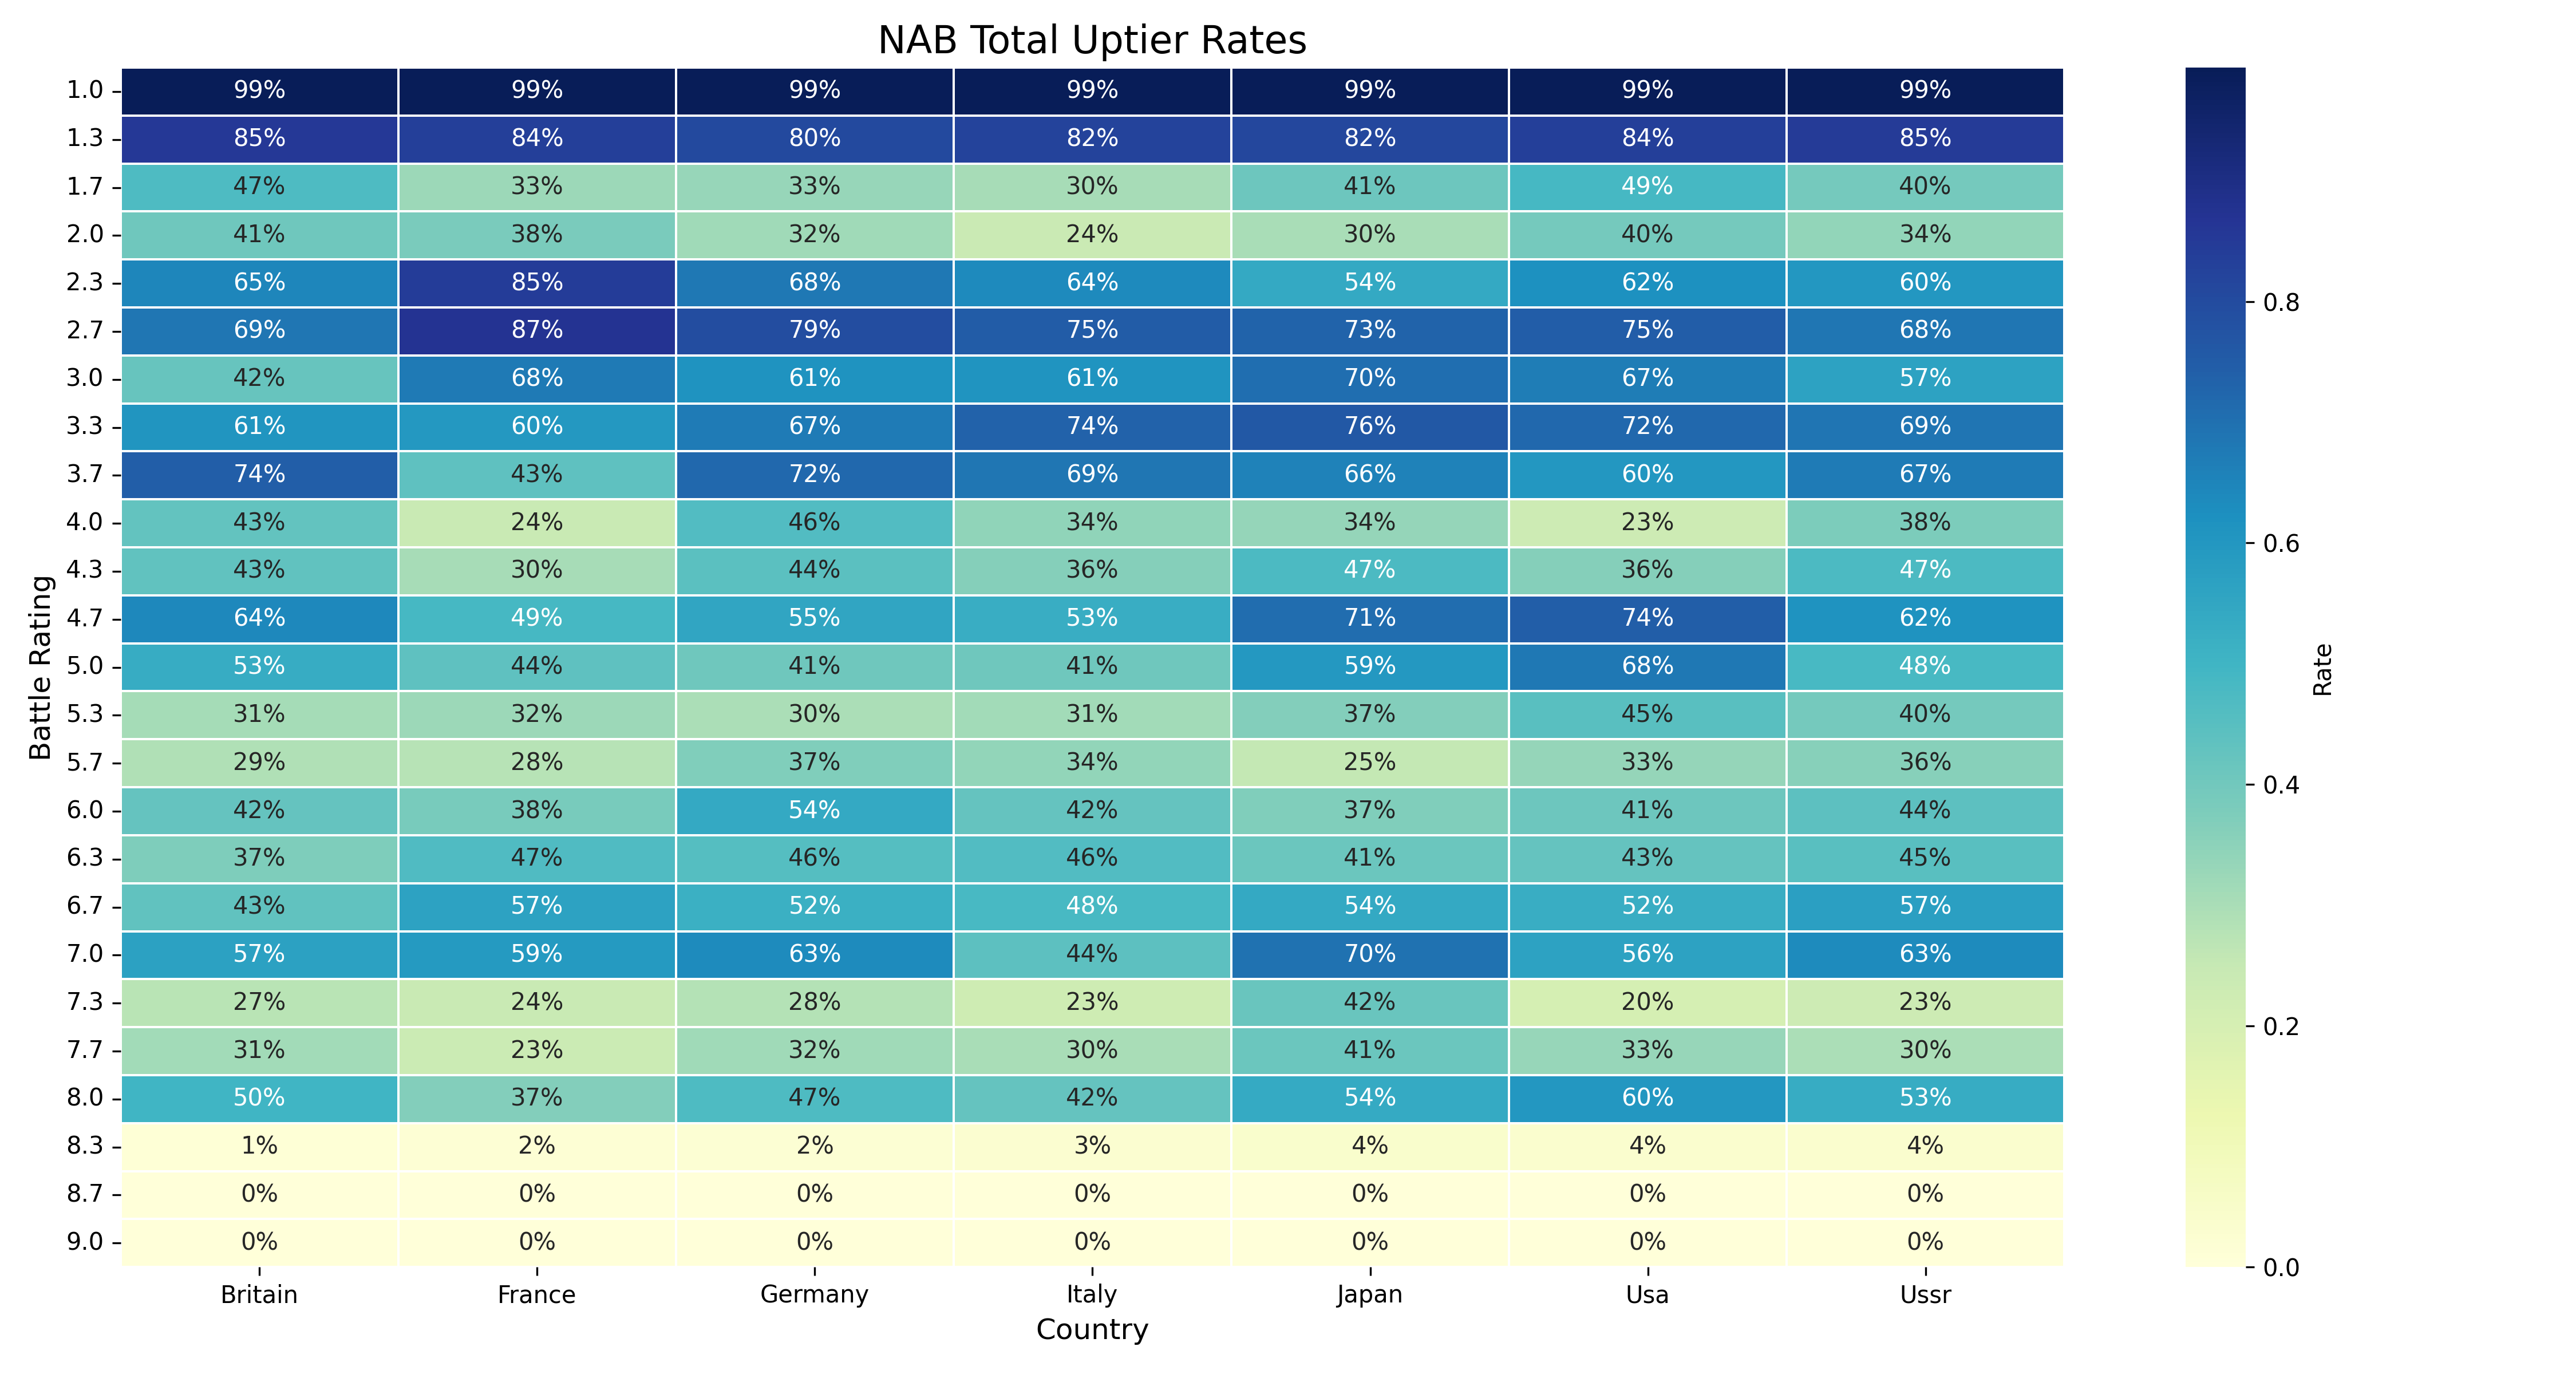 NAB Total Uptier Rates
1.0 99% 99% 99% 99% 99% 99% 99%
1.3 85% 84% 80% 82% 82% 84% 85%
1.7 47% 33% 33% 30% 41% 49% 40%
2.0 41% 38% 32% 24% 30% 40% 34%
2.3 65% 85% 68% 64% 54% 62% 60%
2.7 69% 87% 79% 75% 73% 75% 68%
3.0 42% 68% 61% 61% 70% 67% 57%
3.3 61% 60% 67% 74% 76% 72% 69%
3.7 74% 43% 72% 69% 66% 60% 67%
4.0 43% 24% 46% 34% 34% 23% 38%
4.3 43% 30% 44% 36% 47% 36% 47%
4.7 64% 49% 55% 53% 71% 74% 62%
5.0 53% 44% 41% 41% 59% 68% 48%
5.3 31% 32% 30% 31% 37% 45% 40%
5.7 29% 28% 37% 34% 25% 33% 36%
6.0 42% 38% 54% 42% 37% 41% 44%
6.3 37% 47% 46% 46% 41% 43% 45%
6.7 43% 57% 52% 48% 54% 52% 57%
7.0 57% 59% 63% 44% 70% 56% 63%
7.3 27% 24% 28% 23% 42% 20% 23%
7.7 31% 23% 32% 30% 41% 33% 30%
8.0 50% 37% 47% 42% 54% 60% 53%
8.3 1% 2% 2% 3% 4% 4% 4%
8.7 0% 0% 0% 0% 0% 0% 0%
9.0 0% 0% 0% 0% 0% 0% 0%
Britain France Germany Italy Japan Usa Ussr
Country
Battle Rating
0.8
0.6
0.4
0.2
0.0
Rate